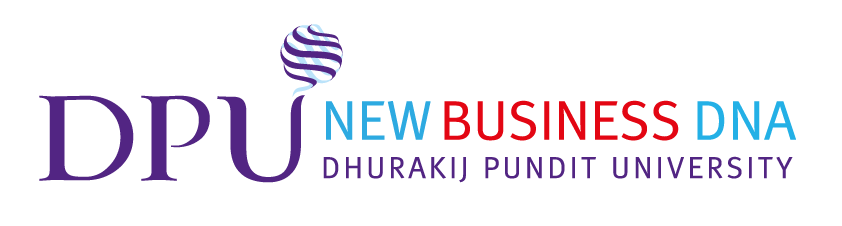 DPU
NEW BUSINESS DNA
DHURAKIJ PUNDIT UNIVERSITY